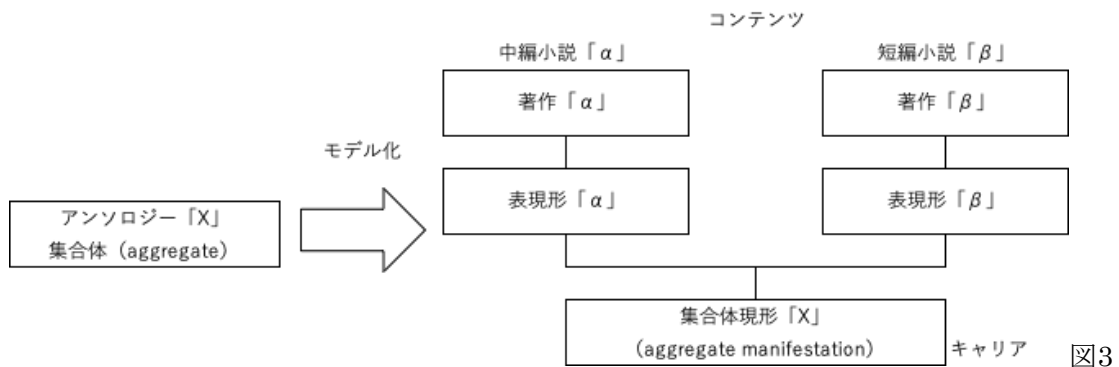 コンテンツ
中編小説「α」
短編小説「β」
著作「α」
著作「β」
モデル化
表現形「α」
表現形「β」
アンソロジー「X」
集合体（aggregate）
集合体現形「X」
（aggregate manifestation）
キャリア
図3